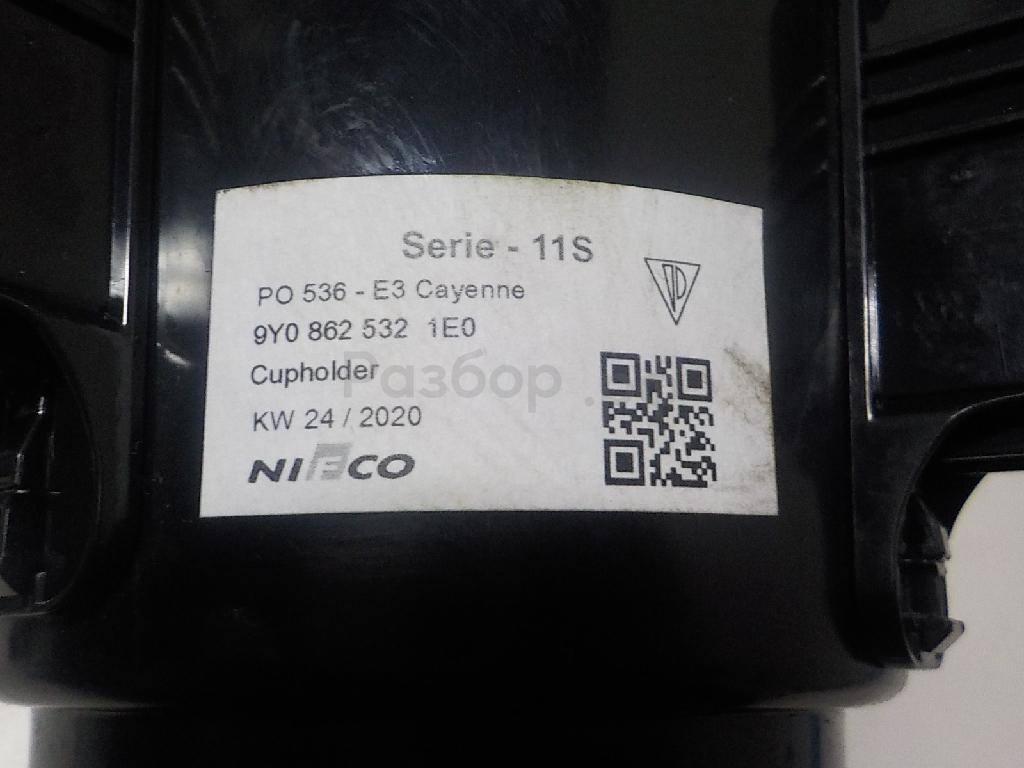 Serie - 11S
PO 536 - E3 Cayenne
9Y0 862 532 1E0
Cupholder
Разбор
KW 24 / 2020
NIFCO